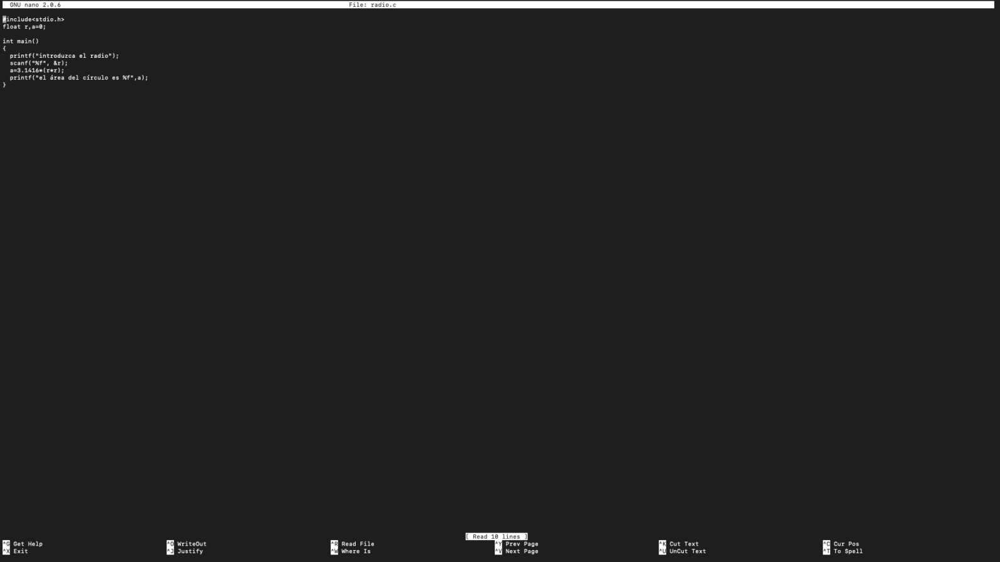 GNU nano 2.0.6 File: radio.c
#include<stdio.h>
float r,a=0;
int main()
{
printf("introduzca el radio");
scanf("%f", &r);
a=3.1416*(r*r);
printf("el área del círculo es %f",a);
}
[ Read 10 lines ]
^G Get Help ^O WriteOut ^R Read File ^Y Prev Page ^K Cut Text ^C Cur Pos
^X Exit ^J Justify ^W Where Is ^V Next Page ^U UnCut Text ^T To Spell